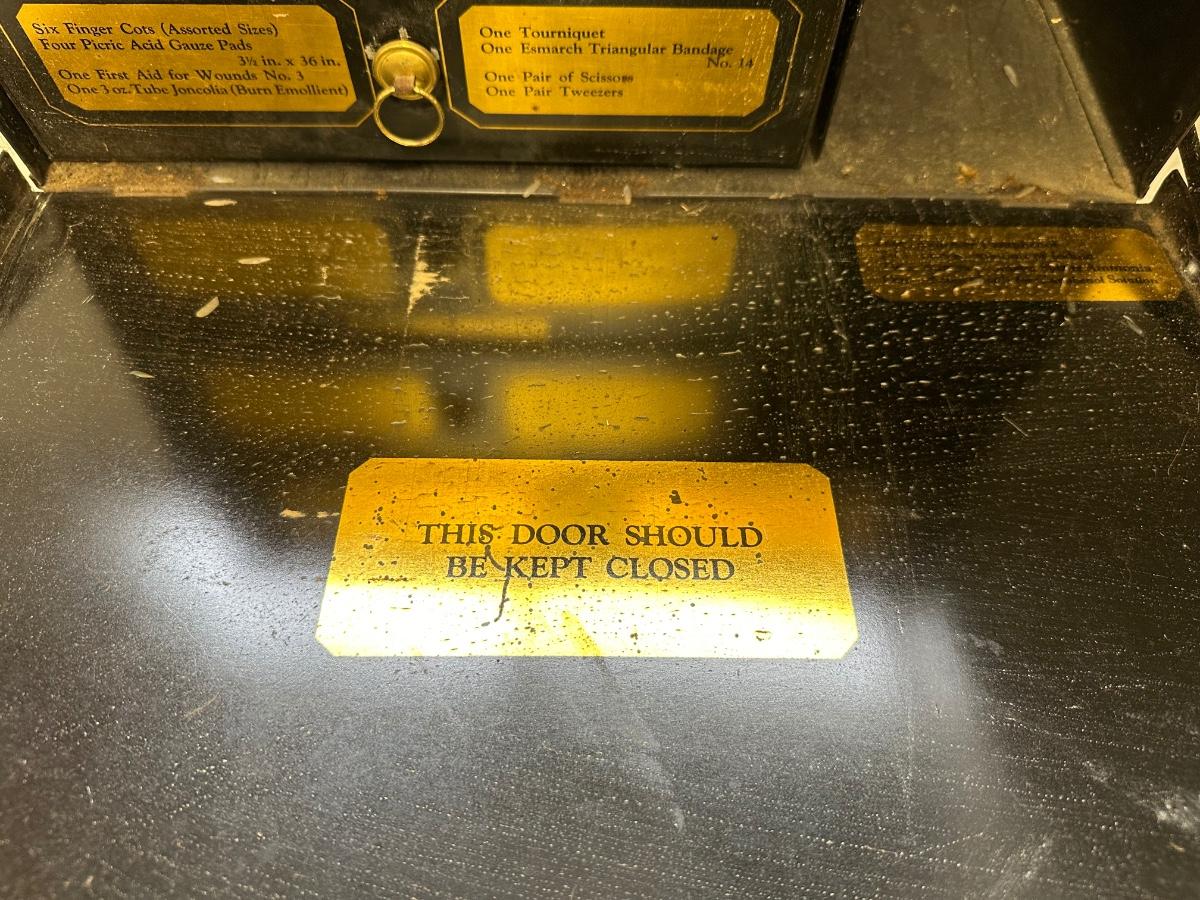 Six Finger Cots (Assorted Sizes)
Four Picric Acid Gauze Pads
3½ in. x 36 in.
One First Aid for Wounds No. 3
One 3 oz. Tube Joncolia (Burn Emollient)
One Tourniquet
One Esmarch Triangular Bandage
No. 14
One Pair of Scissors
One Pair Tweezers
Ammonia
Solution
THIS DOOR SHOULD
BE KEPT CLOSED